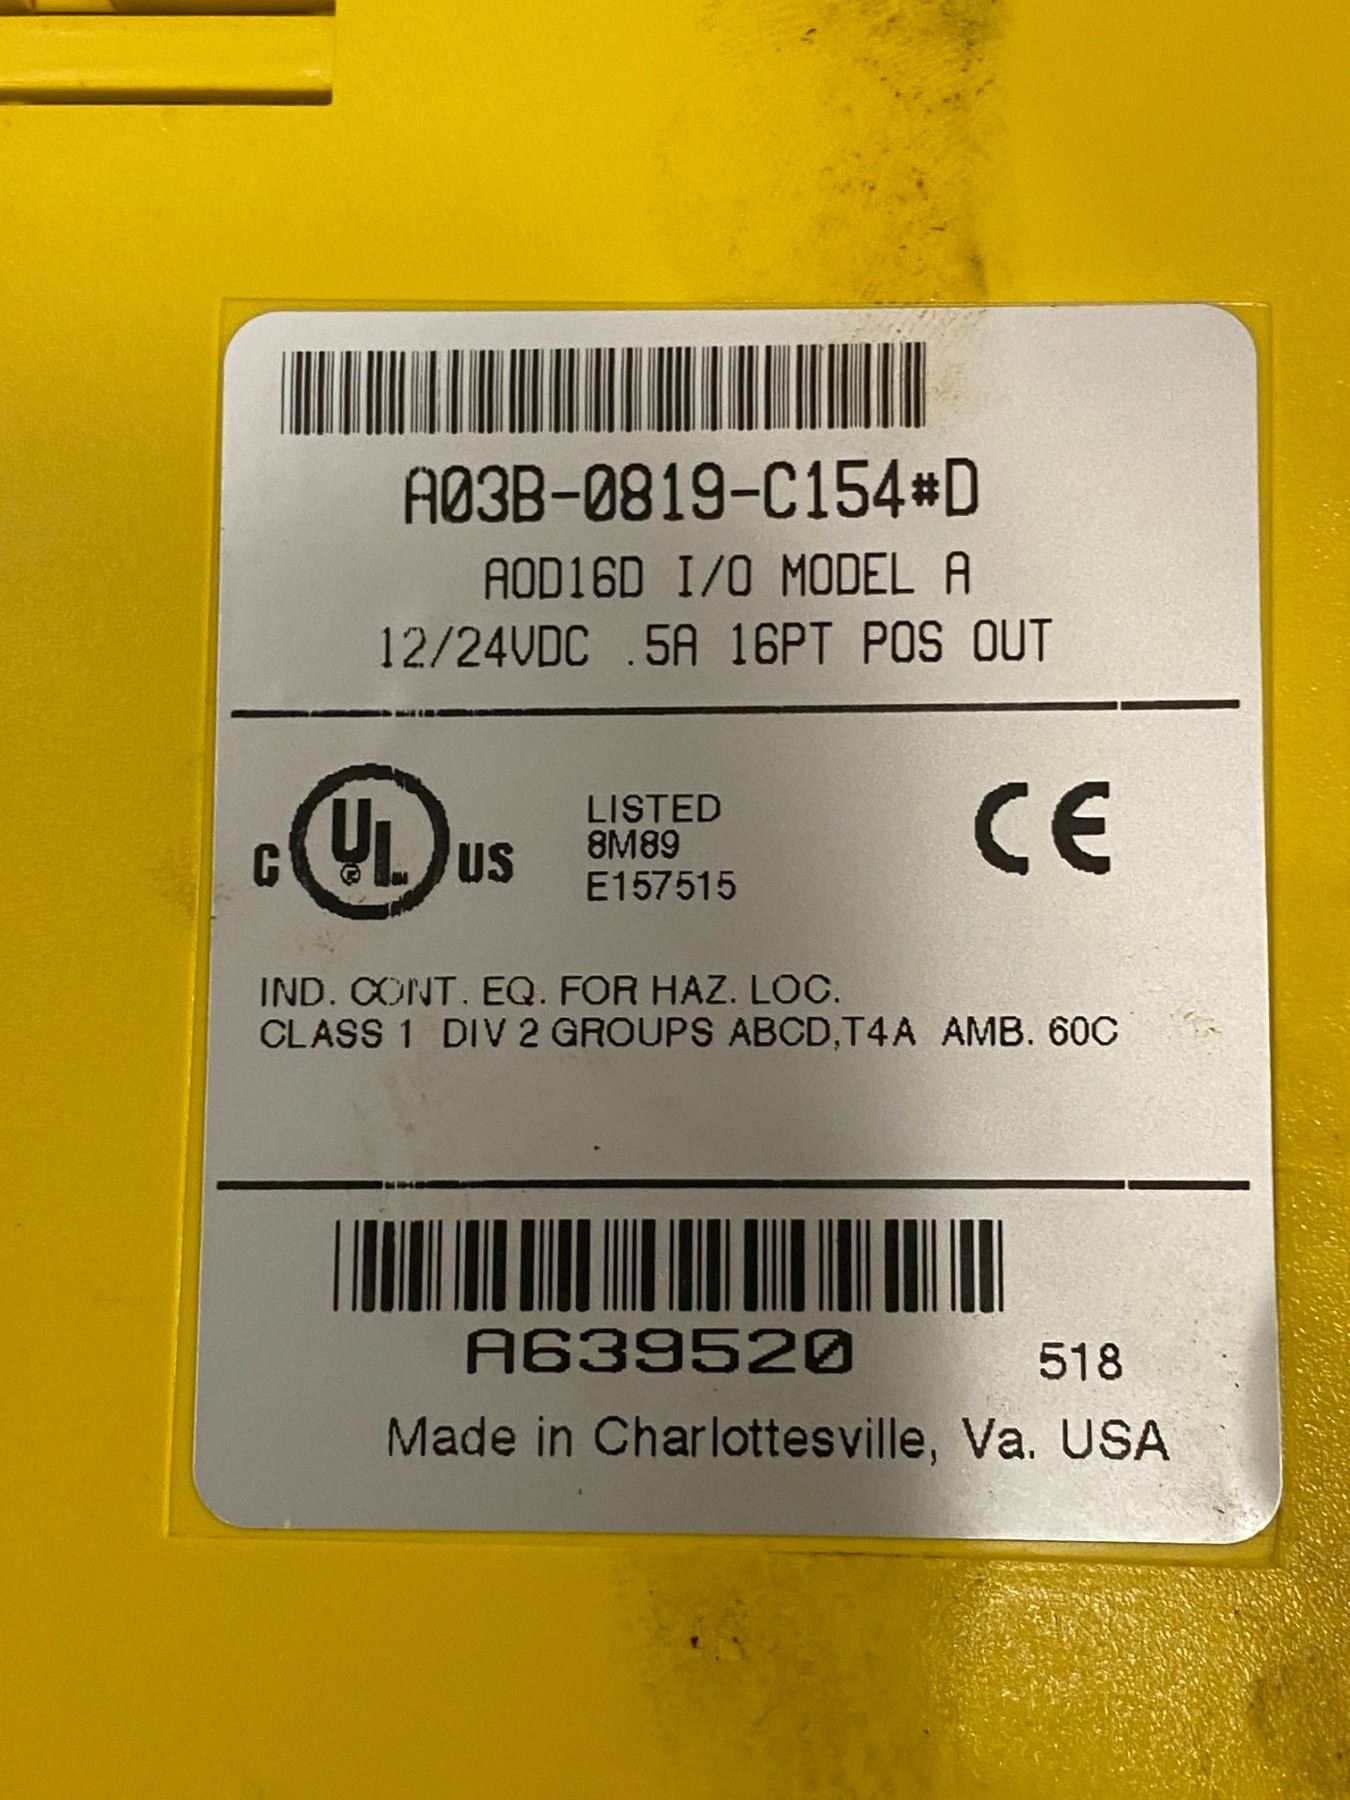 A03B-0819-C154#D
AOD16D I/O MODEL A
12/24VDC .5A 16PT POS OUT
C UL ® US
LISTED
8M89
E157515
CE
IND. CONT. EQ. FOR HAZ. LOC.
CLASS 1 DIV 2 GROUPS ABCD,T4A AMB. 60C
A639520 518
Made in Charlottesville, Va. USA